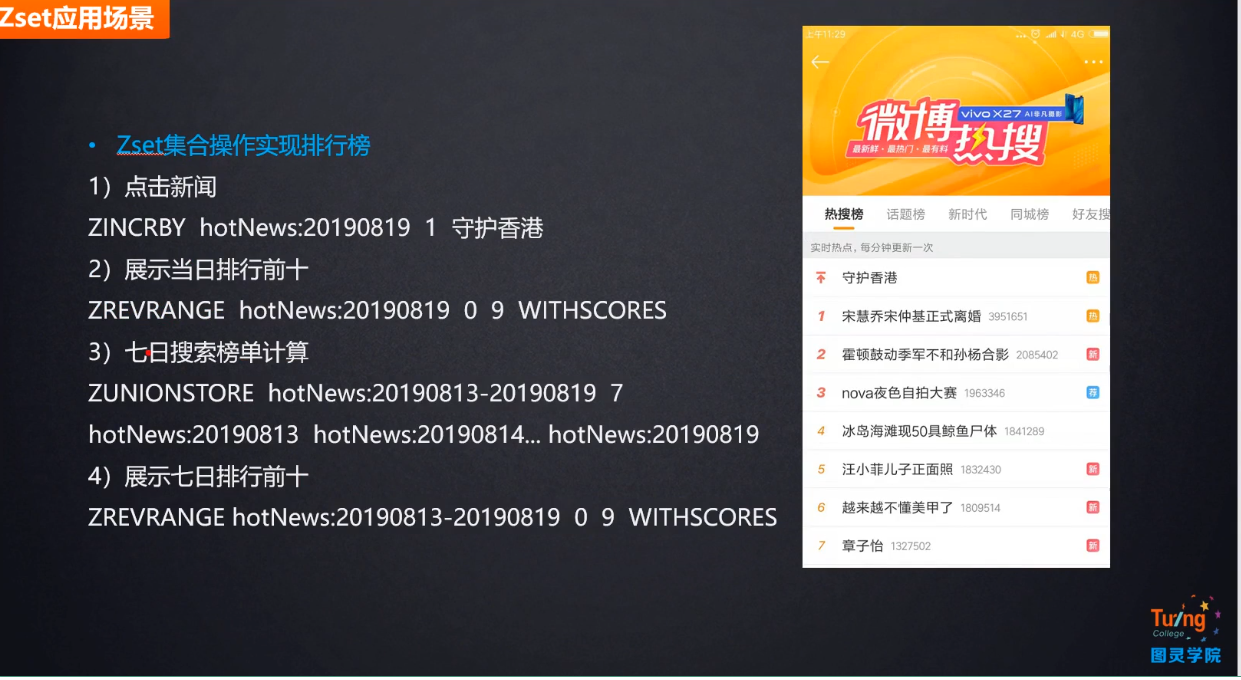 Zset应用场景
• Zset集合操作实现排行榜
1）点击新闻
ZINCRBY hotNews:20190819 1 守护香港
2）展示当日排行前十
ZREVRANGE hotNews:20190819 0 9 WITHSCORES
3）七日搜索榜单计算
ZUNIONSTORE hotNews:20190813-20190819 7
hotNews:20190813 hotNews:20190814... hotNews:20190819
4）展示七日排行前十
ZREVRANGE hotNews:20190813-20190819 0 9 WITHSCORES
上午11:29 4G
微博 vivo X27 AI非凡摄影
热搜
最新鲜·最热门·最有料
热搜榜 话题榜 新时代 同城榜 好友搜
实时热点，每分钟更新一次
守护香港 热
1 宋慧乔宋仲基正式离婚 3951651 热
2 霍顿鼓动季军不和孙杨合影 2085402 新
3 nova夜色自拍大赛 1963346 荐
4 冰岛海滩现50具鲸鱼尸体 1841289
5 汪小菲儿子正面照 1832430 新
6 越来越不懂美甲了 1809514 新
7 章子怡 1327502 新
Turing
College
图灵学院